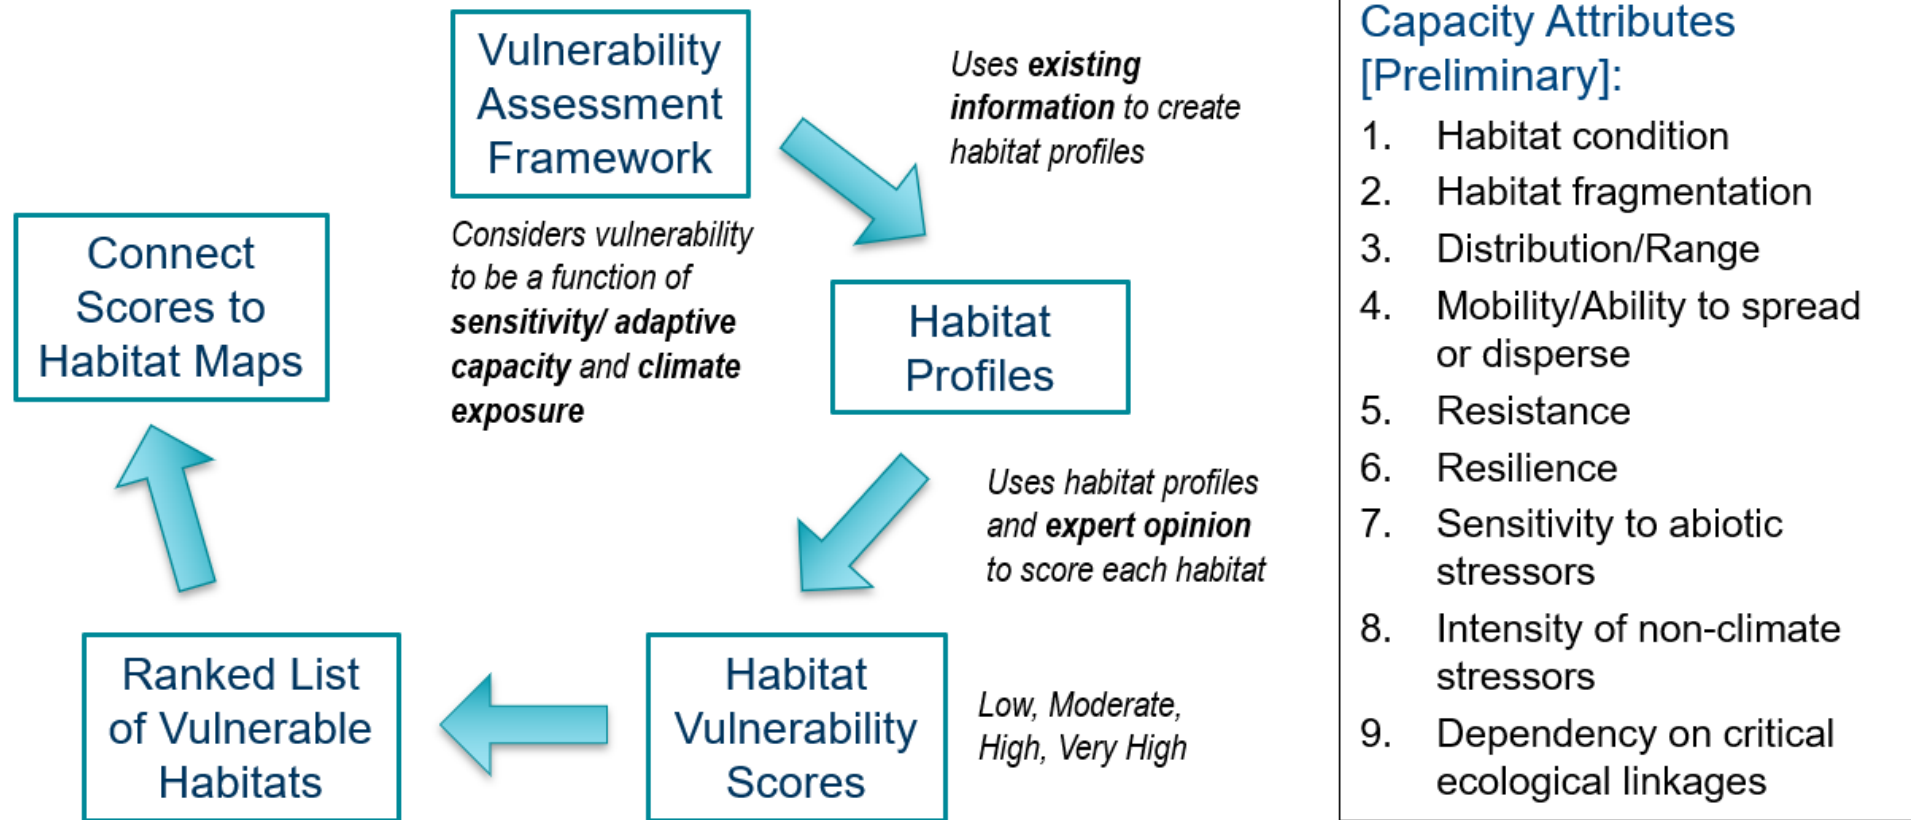 Vulnerability
Assessment
Framework
Uses existing
information to create
habitat profiles
Considers vulnerability
to be a function of
sensitivity/ adaptive
capacity and climate
exposure
Habitat
Profiles
Uses habitat profiles
and expert opinion
to score each habitat
Habitat
Vulnerability
Scores
Low, Moderate,
High, Very High
Ranked List
of Vulnerable
Habitats
Connect
Scores to
Habitat Maps
Capacity Attributes
[Preliminary]:
1. Habitat condition
2. Habitat fragmentation
3. Distribution/Range
4. Mobility/Ability to spread
or disperse
5. Resistance
6. Resilience
7. Sensitivity to abiotic
stressors
8. Intensity of non-climate
stressors
9. Dependency on critical
ecological linkages